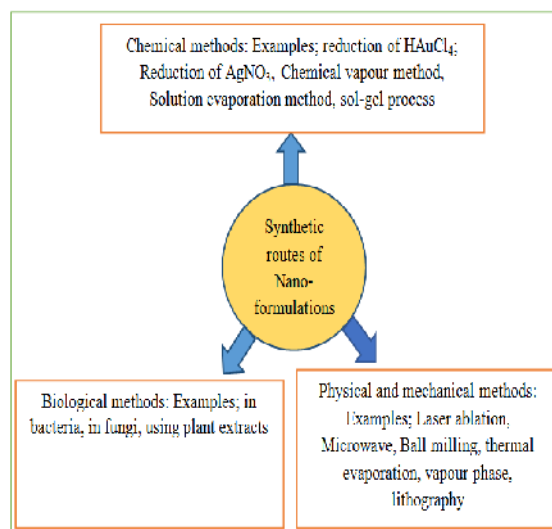 Chemical methods: Examples; reduction of HAuCl₄;
Reduction of AgNO₃, Chemical vapour method,
Solution evaporation method, sol-gel process
Synthetic
routes of
Nano-
formulations
Biological methods: Examples; in
bacteria, in fungi, using plant extracts
Physical and mechanical methods:
Examples; Laser ablation,
Microwave, Ball milling, thermal
evaporation, vapour phase,
lithography